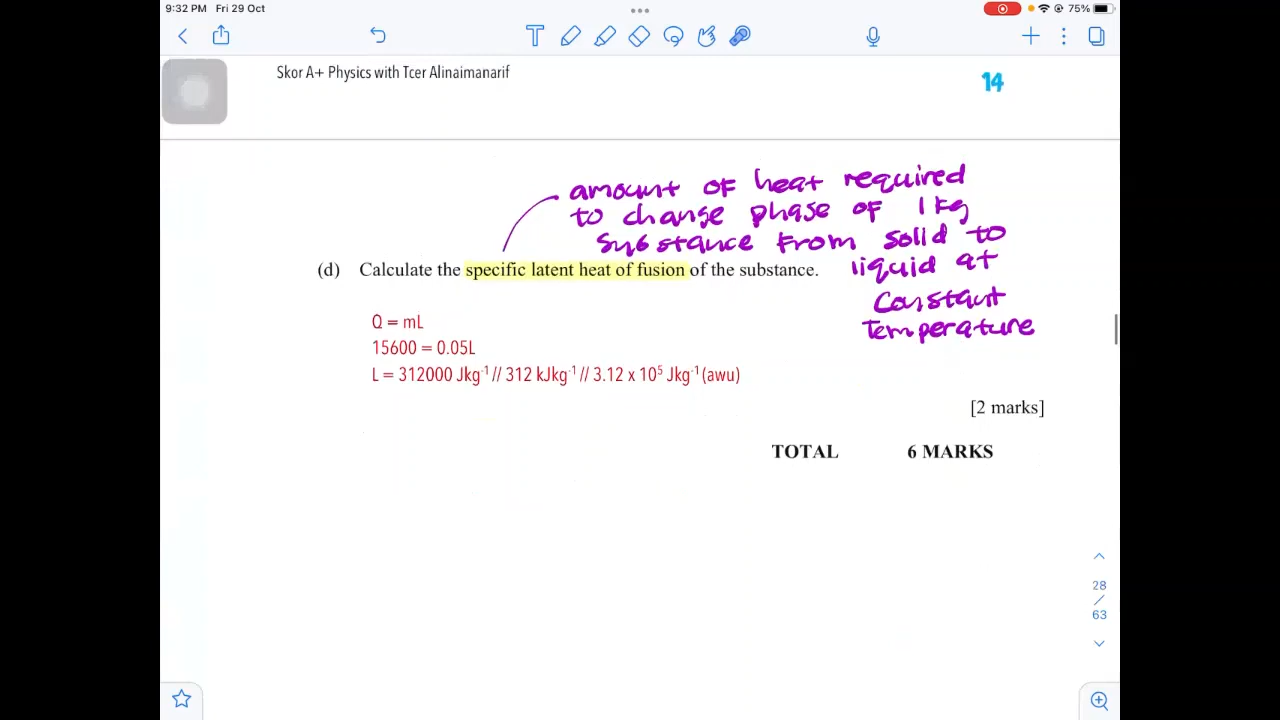 9:32 PM Fri 29 Oct
75%
Skor A+ Physics with Tcer Alinaimanarif
14
amount of heat required
to change phase of 1 kg
substance from solid to
liquid at
constant
temperature
(d) Calculate the specific latent heat of fusion of the substance.
Q = mL
15600 = 0.05L
L = 312000 Jkg⁻¹ // 312 kJkg⁻¹ // 3.12 x 10⁵ Jkg⁻¹ (awu)
[2 marks]
TOTAL 6 MARKS
28
/
63